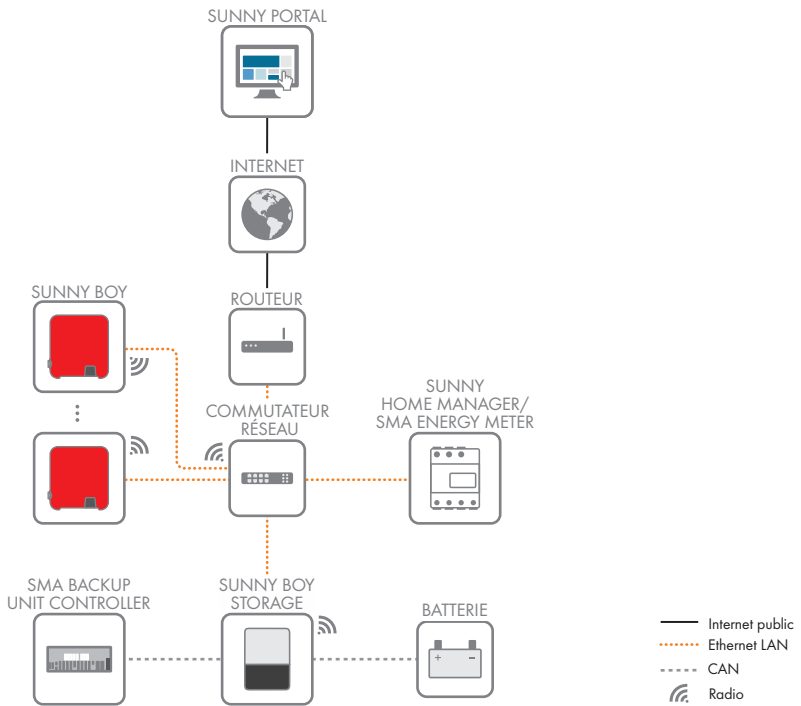 SUNNY PORTAL
INTERNET
SUNNY BOY
ROUTEUR
COMMUTATEUR
RÉSEAU
SUNNY
HOME MANAGER/
SMA ENERGY METER
SMA BACKUP
UNIT CONTROLLER
SUNNY BOY
STORAGE
BATTERIE
+ −
Internet public
Ethernet LAN
CAN
Radio